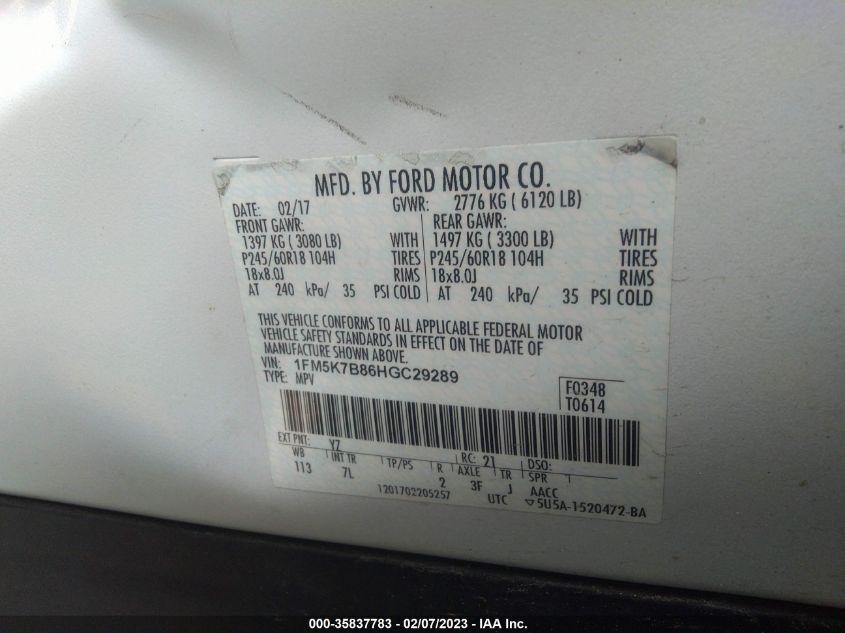 MFD. BY FORD MOTOR CO.
DATE: 02/17 GVWR: 2776 KG ( 6120 LB)
FRONT GAWR: REAR GAWR:
1397 KG ( 3080 LB) WITH 1497 KG ( 3300 LB) WITH
P245/60R18 104H TIRES P245/60R18 104H TIRES
18x8.0J RIMS 18x8.0J RIMS
AT 240 kPa/ 35 PSI COLD AT 240 kPa/ 35 PSI COLD
THIS VEHICLE CONFORMS TO ALL APPLICABLE FEDERAL MOTOR
VEHICLE SAFETY STANDARDS IN EFFECT ON THE DATE OF
MANUFACTURE SHOWN ABOVE.
VIN: 1FM5K7B86HGC29289
TYPE: MPV
F0348
T0614
EXT PNT: YZ RC: 21 DSO:
WB INT TR TP/PS R AXLE TR SPR
113 7L 2 3F J AACC
1201702205257 UTC ▽5U5A-1520472-BA
000-35837783 - 02/07/2023 - IAA Inc.